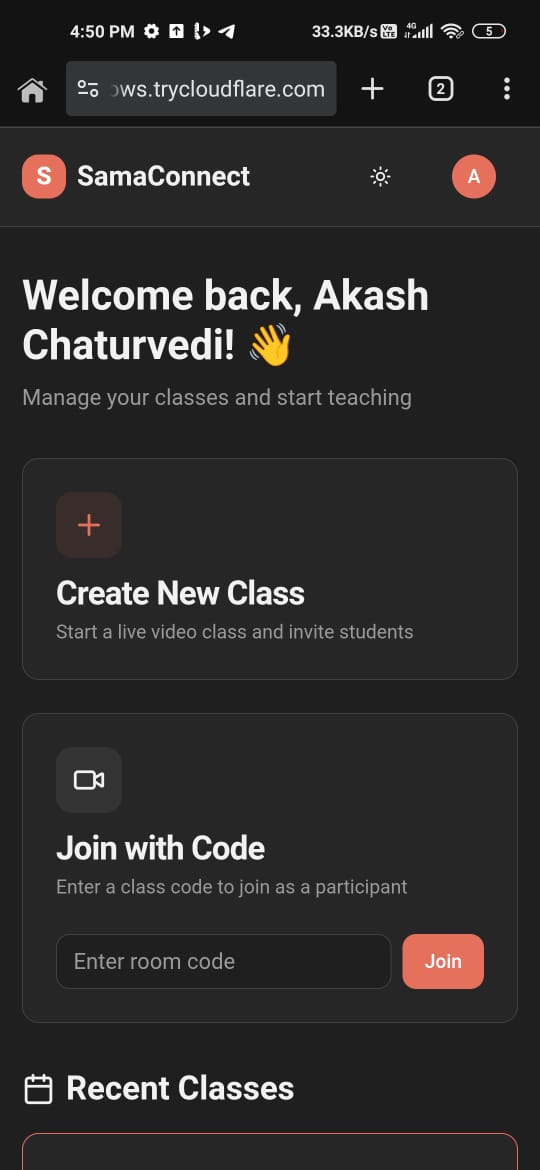 4:50 PM
33.3KB/s Vo LTE 4G 5
ows.trycloudflare.com
2
S SamaConnect
A
Welcome back, Akash
Chaturvedi! 👋
Manage your classes and start teaching
Create New Class
Start a live video class and invite students
Join with Code
Enter a class code to join as a participant
Enter room code
Join
Recent Classes